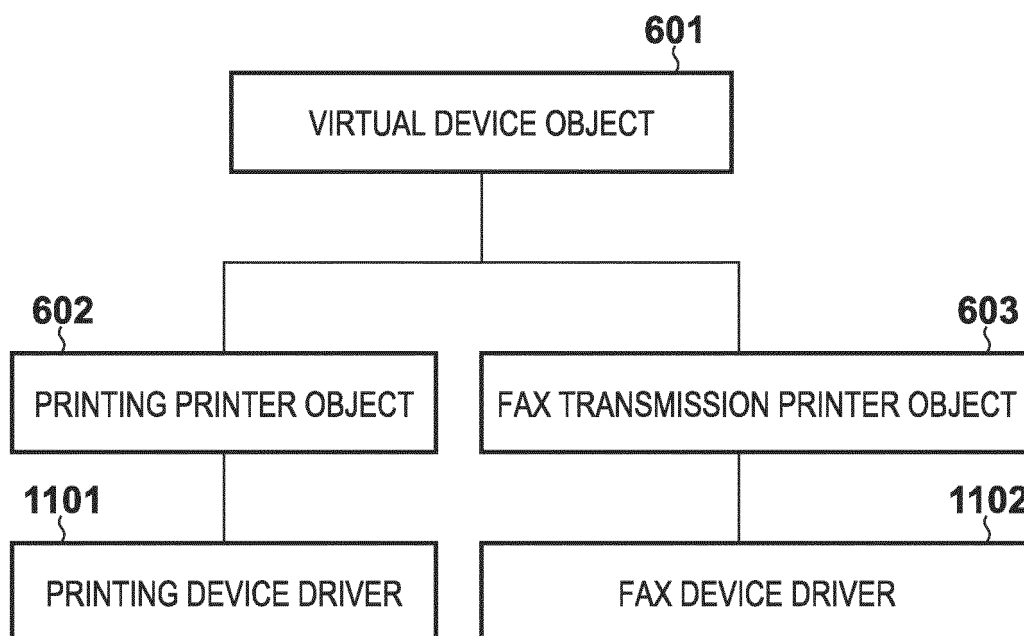 601
VIRTUAL DEVICE OBJECT
602
603
PRINTING PRINTER OBJECT
FAX TRANSMISSION PRINTER OBJECT
1101
1102
PRINTING DEVICE DRIVER
FAX DEVICE DRIVER